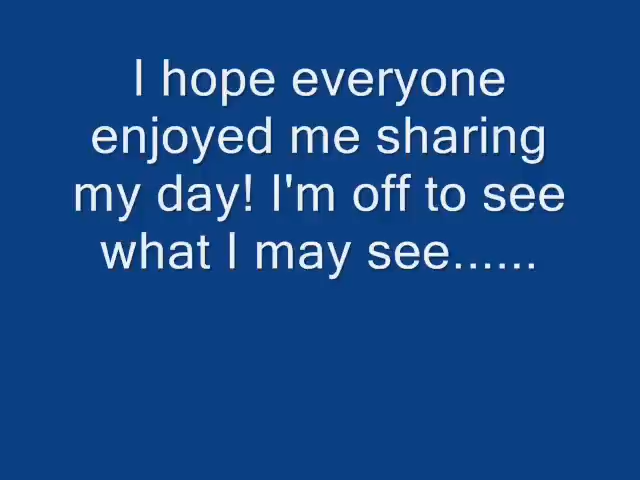 I hope everyone
enjoyed me sharing
my day! I'm off to see
what I may see......